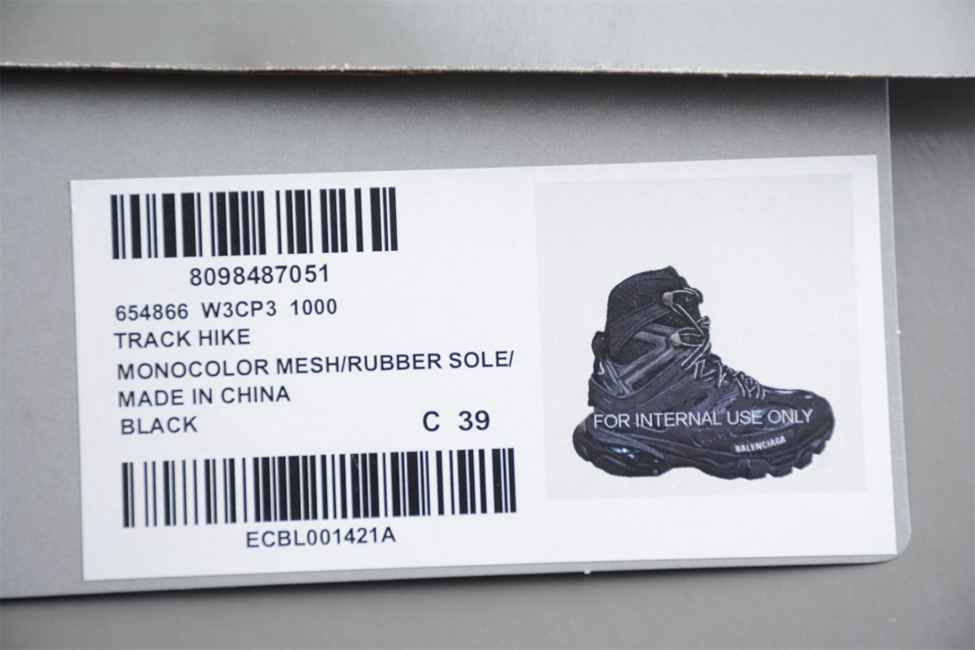 8098487051
654866 W3CP3 1000
TRACK HIKE
MONOCOLOR MESH/RUBBER SOLE/
MADE IN CHINA
BLACK
C 39
ECBL001421A
FOR INTERNAL USE ONLY
BALENCIAGA